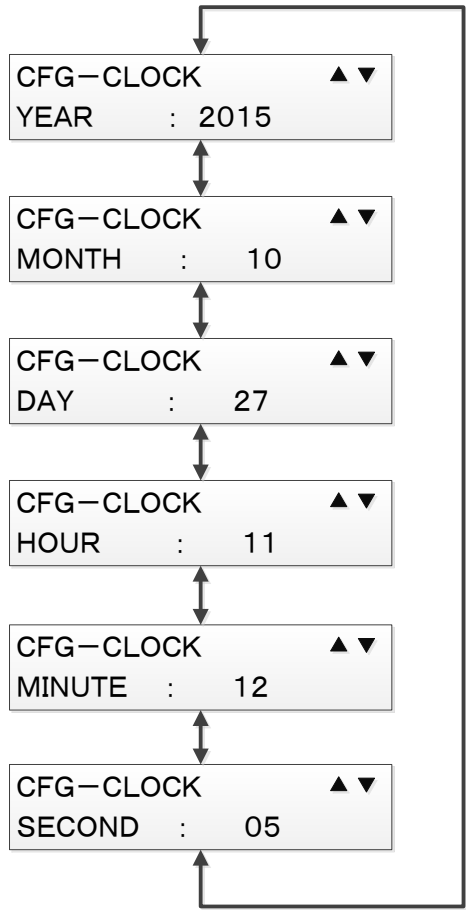 CFG−CLOCK ▲ ▼
YEAR : 2015
CFG−CLOCK ▲ ▼
MONTH : 10
CFG−CLOCK ▲ ▼
DAY : 27
CFG−CLOCK ▲ ▼
HOUR : 11
CFG−CLOCK ▲ ▼
MINUTE : 12
CFG−CLOCK ▲ ▼
SECOND : 05